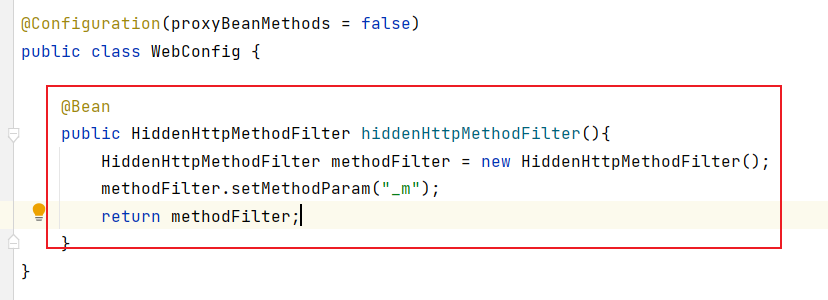 @Configuration(proxyBeanMethods = false)
public class WebConfig {
@Bean
public HiddenHttpMethodFilter hiddenHttpMethodFilter(){
HiddenHttpMethodFilter methodFilter = new HiddenHttpMethodFilter();
methodFilter.setMethodParam("_m");
return methodFilter;
}
}